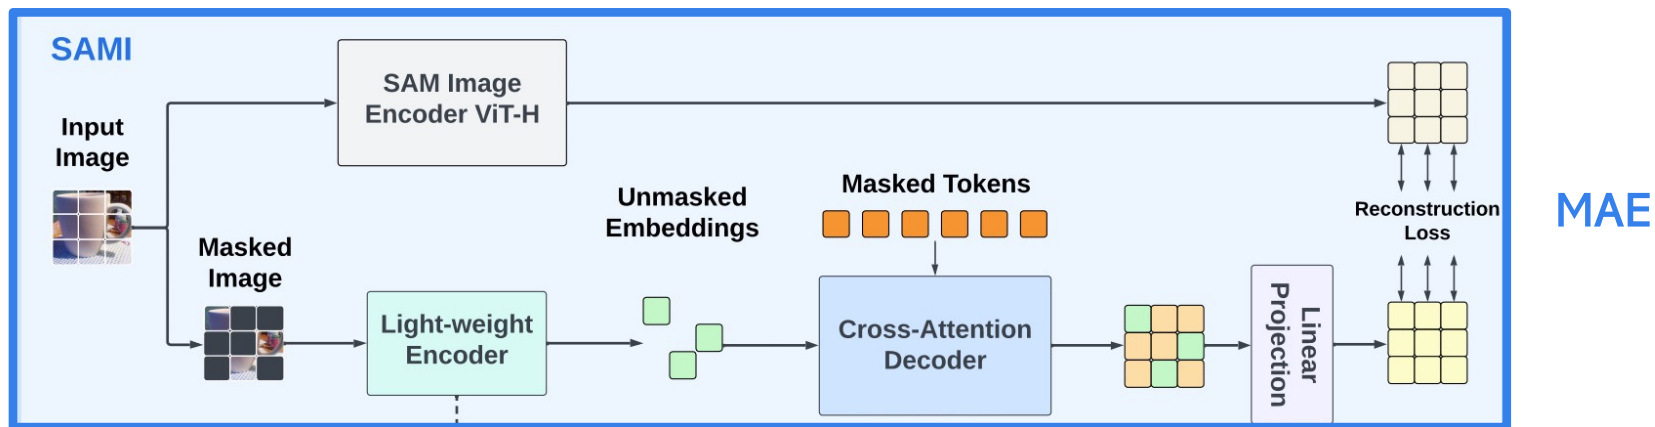 SAMI
SAM Image
Encoder ViT-H
Input
Image
Masked
Image
Light-weight
Encoder
Unmasked
Embeddings
Masked Tokens
Cross-Attention
Decoder
Linear
Projection
Reconstruction
Loss
MAE